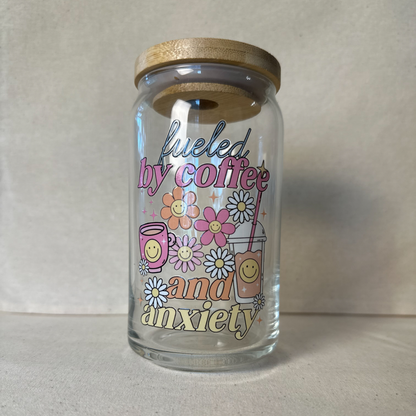 fueled
by coffee
and
anxiety